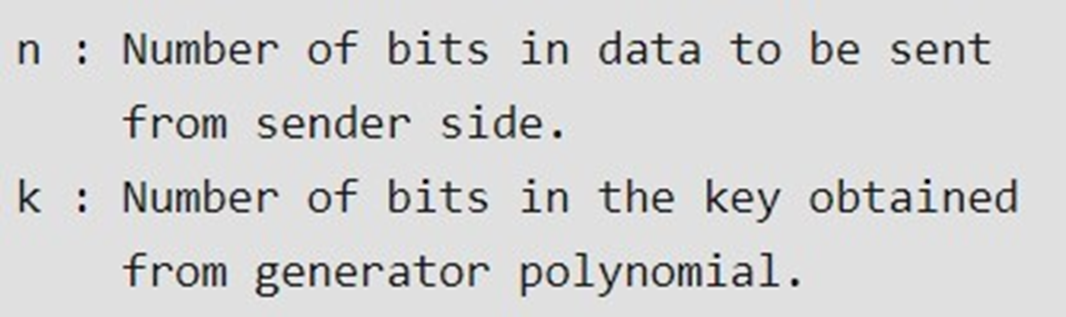 n : Number of bits in data to be sent
from sender side.
k : Number of bits in the key obtained
from generator polynomial.